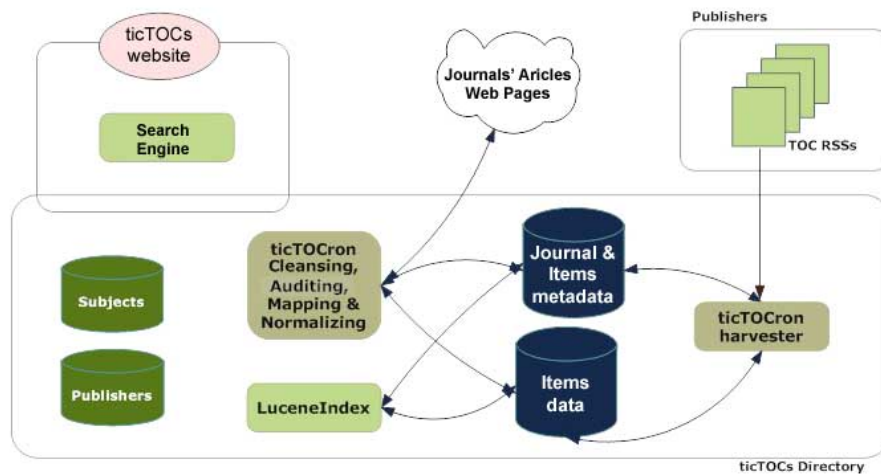 ticTOCs
website
Search
Engine
Journals' Aricles
Web Pages
Publishers
TOC RSSs
Subjects
Publishers
ticTOCron
Cleansing,
Auditing,
Mapping &
Normalizing
LuceneIndex
Journal &
Items
metadata
Items
data
ticTOCron
harvester
ticTOCs Directory